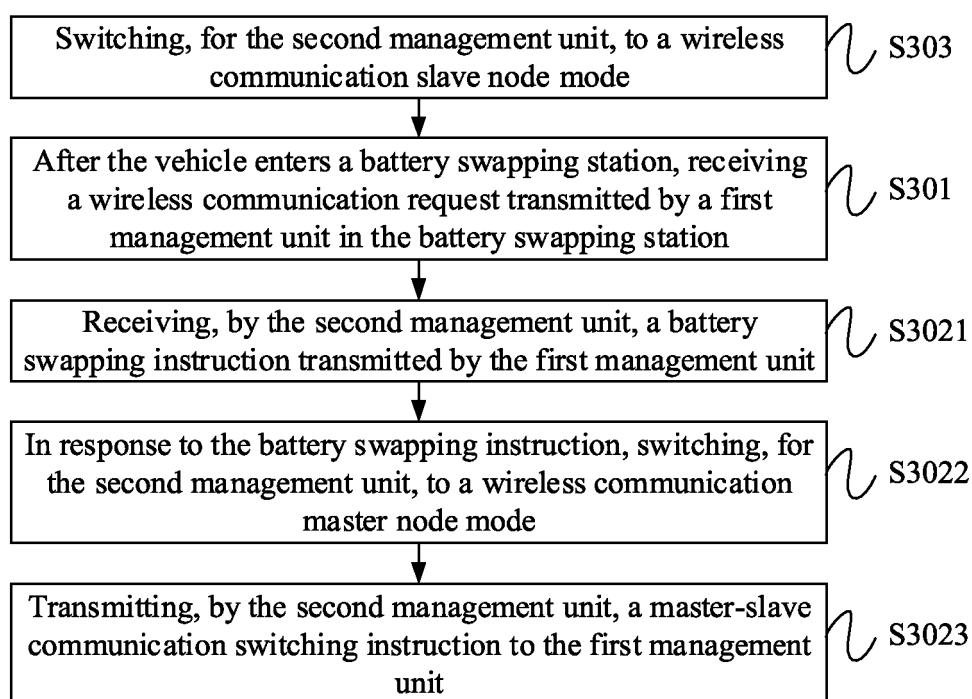 Switching, for the second management unit, to a wireless
communication slave node mode
S303
After the vehicle enters a battery swapping station, receiving
a wireless communication request transmitted by a first
management unit in the battery swapping station
S301
Receiving, by the second management unit, a battery
swapping instruction transmitted by the first management unit
S3021
In response to the battery swapping instruction, switching, for
the second management unit, to a wireless communication
master node mode
S3022
Transmitting, by the second management unit, a master-slave
communication switching instruction to the first management
unit
S3023